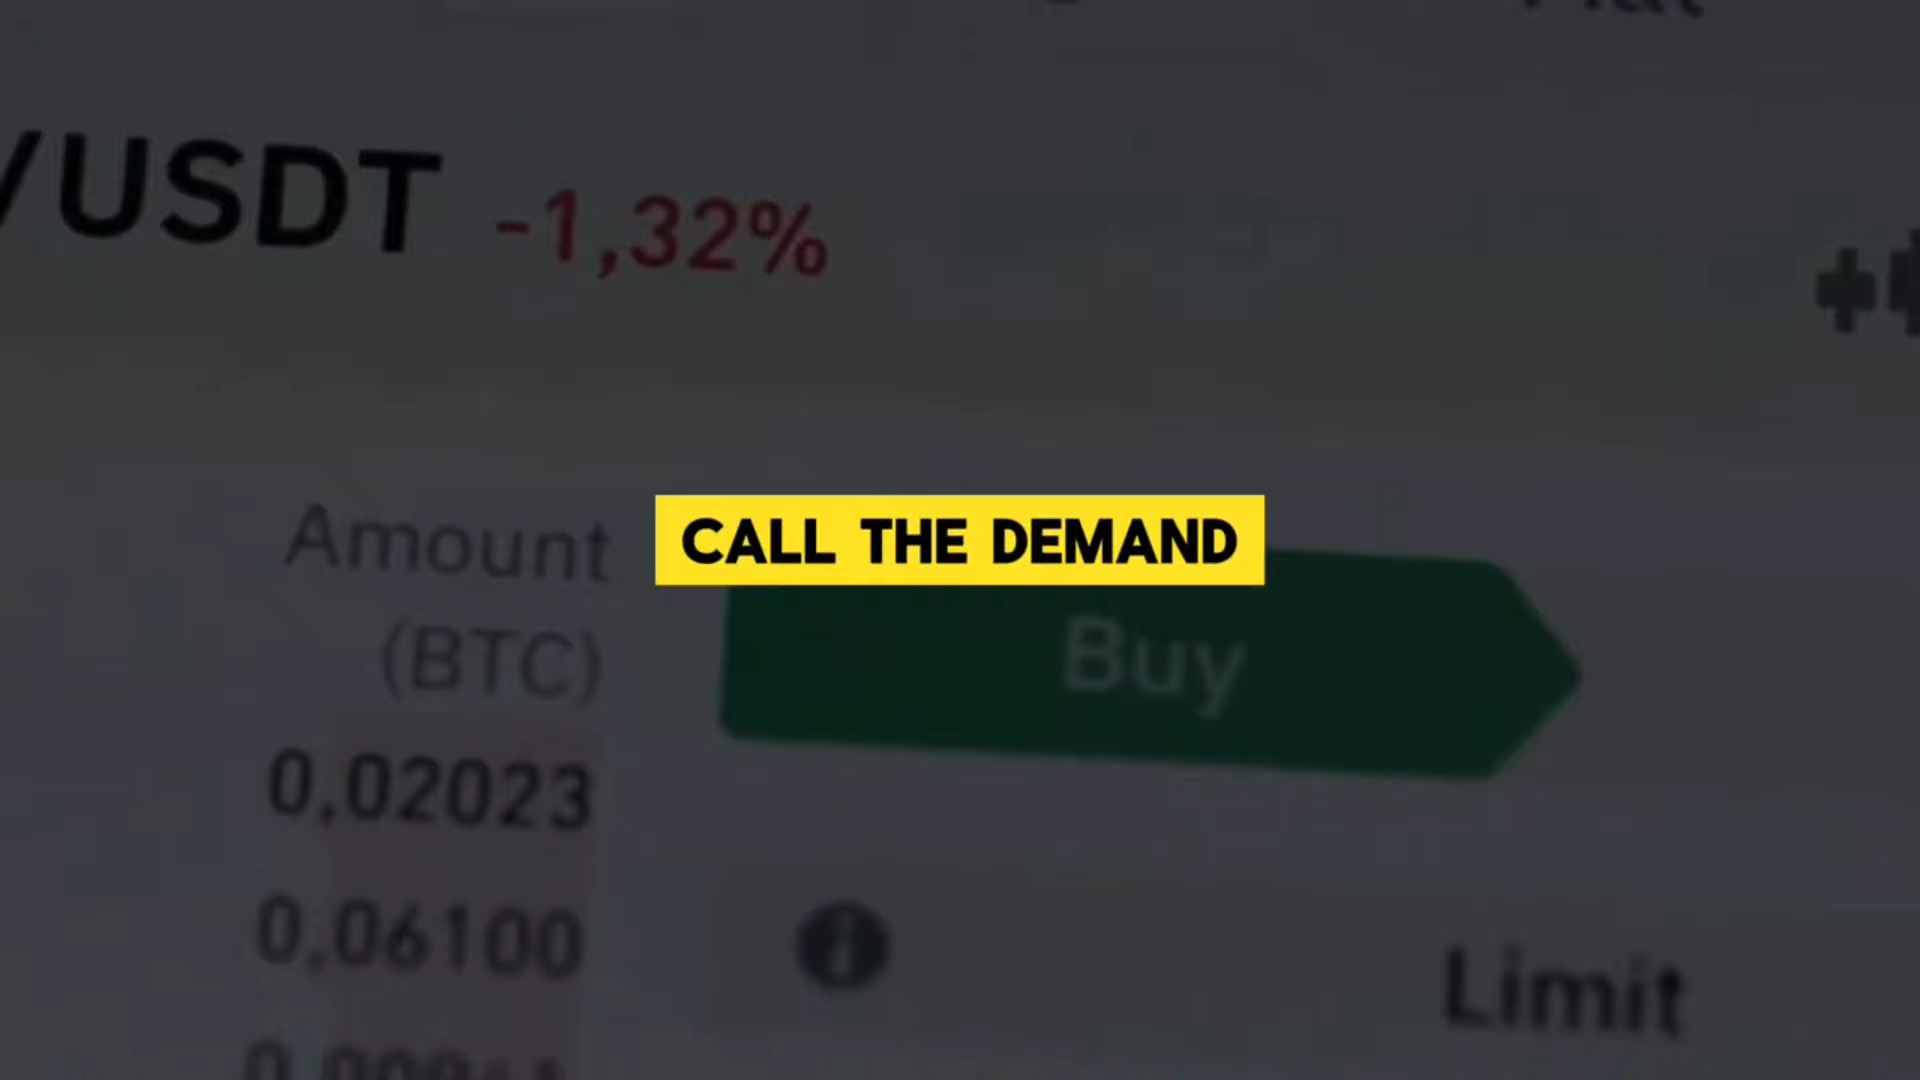 /USDT -1,32%
CALL THE DEMAND
Amount
(BTC)
Buy
0,02023
0,06100
Limit